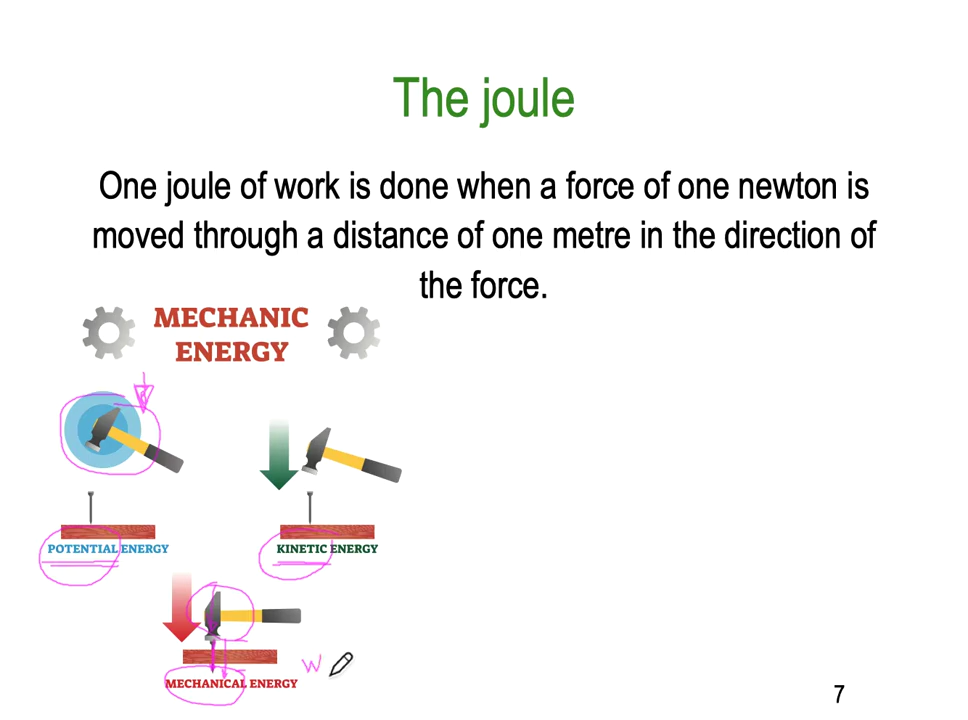 The joule
One joule of work is done when a force of one newton is
moved through a distance of one metre in the direction of
the force.
MECHANIC
ENERGY
POTENTIAL ENERGY
KINETIC ENERGY
W
MECHANICAL ENERGY
7